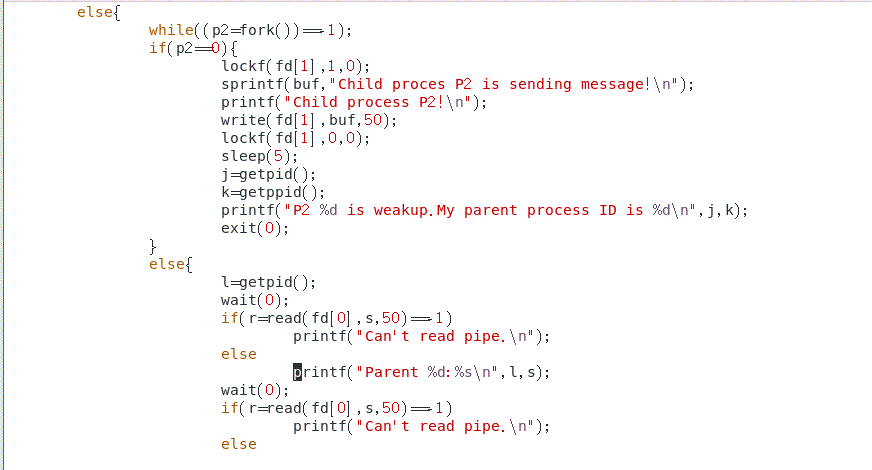 else{
while((p2=fork())==-1);
if(p2==0){
lockf(fd[1],1,0);
sprintf(buf,"Child proces P2 is sending message!\n");
printf("Child process P2!\n");
write(fd[1],buf,50);
lockf(fd[1],0,0);
sleep(5);
j=getpid();
k=getppid();
printf("P2 %d is weakup.My parent process ID is %d\n",j,k);
exit(0);
}
else{
l=getpid();
wait(0);
if(r=read(fd[0],s,50)==-1)
printf("Can't read pipe.\n");
else
printf("Parent %d:%s\n",l,s);
wait(0);
if(r=read(fd[0],s,50)==-1)
printf("Can't read pipe.\n");
else